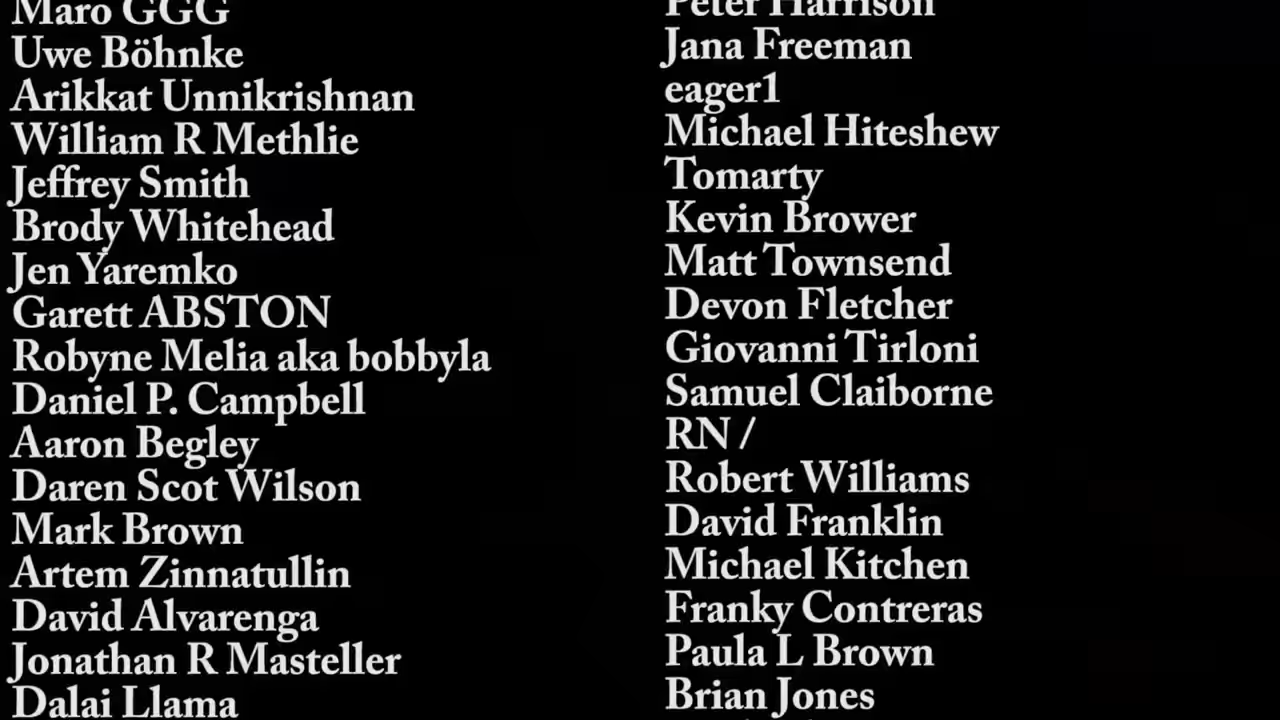 Maro GGG
Uwe Böhnke
Arikkat Unnikrishnan
William R Methlie
Jeffrey Smith
Brody Whitehead
Jen Yaremko
Garett ABSTON
Robyne Melia aka bobbyla
Daniel P. Campbell
Aaron Begley
Daren Scot Wilson
Mark Brown
Artem Zinnatullin
David Alvarenga
Jonathan R Masteller
Dalai Llama
Peter Harrison
Jana Freeman
eager1
Michael Hiteshew
Tomarty
Kevin Brower
Matt Townsend
Devon Fletcher
Giovanni Tirloni
Samuel Claiborne
RN /
Robert Williams
David Franklin
Michael Kitchen
Franky Contreras
Paula L Brown
Brian Jones